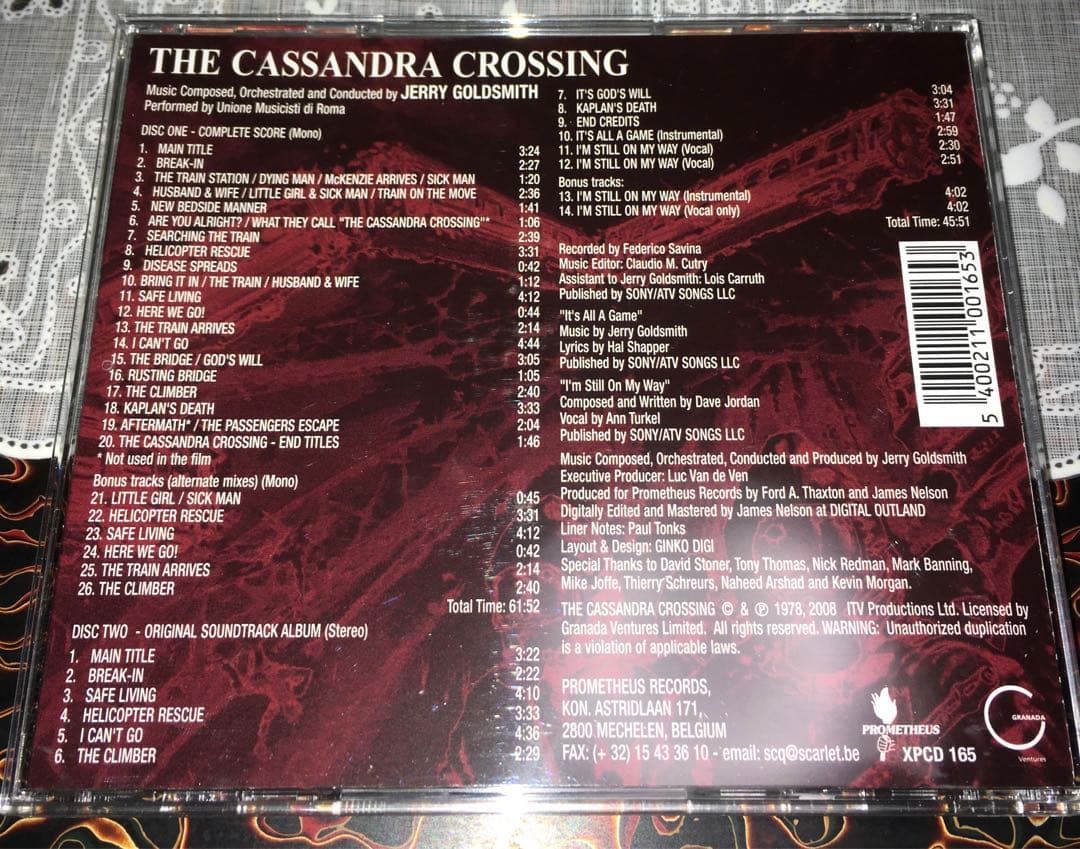 THE CASSANDRA CROSSING
Music Composed, Orchestrated and Conducted by JERRY GOLDSMITH
Performed by Unione Musicisti di Roma
DISC ONE - COMPLETE SCORE (Mono)
1. MAIN TITLE 3:24
2. BREAK-IN 2:27
3. THE TRAIN STATION / DYING MAN / McKENZIE ARRIVES / SICK MAN 1:20
4. HUSBAND & WIFE / LITTLE GIRL & SICK MAN / TRAIN ON THE MOVE 2:36
5. NEW BEDSIDE MANNER 1:41
6. ARE YOU ALRIGHT? / WHAT THEY CALL "THE CASSANDRA CROSSING"* 1:06
7. SEARCHING THE TRAIN 2:39
8. HELICOPTER RESCUE 3:31
9. DISEASE SPREADS 0:42
10. BRING IT IN / THE TRAIN / HUSBAND & WIFE 1:12
11. SAFE LIVING 4:12
12. HERE WE GO! 0:44
13. THE TRAIN ARRIVES 2:14
14. I CAN'T GO 4:44
15. THE BRIDGE / GOD'S WILL 3:05
16. RUSTING BRIDGE 1:05
17. THE CLIMBER 2:40
18. KAPLAN'S DEATH 3:33
19. AFTERMATH* / THE PASSENGERS ESCAPE 2:04
20. THE CASSANDRA CROSSING - END TITLES 1:46
* Not used in the film
Bonus tracks (alternate mixes) (Mono)
21. LITTLE GIRL / SICK MAN 0:45
22. HELICOPTER RESCUE 3:31
23. SAFE LIVING 4:12
24. HERE WE GO! 0:42
25. THE TRAIN ARRIVES 2:14
26. THE CLIMBER 2:40
Total Time: 61:52
DISC TWO - ORIGINAL SOUNDTRACK ALBUM (Stereo)
1. MAIN TITLE 3:22
2. BREAK-IN 2:22
3. SAFE LIVING 4:10
4. HELICOPTER RESCUE 3:33
5. I CAN'T GO 4:36
6. THE CLIMBER 2:29
7. IT'S GOD'S WILL 3:04
8. KAPLAN'S DEATH 3:31
9. END CREDITS 1:47
10. IT'S ALL A GAME (Instrumental) 2:59
11. I'M STILL ON MY WAY (Vocal) 2:30
12. I'M STILL ON MY WAY (Vocal) 2:51
Bonus tracks:
13. I'M STILL ON MY WAY (Instrumental) 4:02
14. I'M STILL ON MY WAY (Vocal only) 4:02
Total Time: 45:51
Recorded by Federico Savina
Music Editor: Claudio M. Cutry
Assistant to Jerry Goldsmith: Lois Carruth
Published by SONY/ATV SONGS LLC
"It's All A Game"
Music by Jerry Goldsmith
Lyrics by Hal Shapper
Published by SONY/ATV SONGS LLC
"I'm Still On My Way"
Composed and Written by Dave Jordan
Vocal by Ann Turkel
Published by SONY/ATV SONGS LLC
Music Composed, Orchestrated, Conducted and Produced by Jerry Goldsmith
Executive Producer: Luc Van de Ven
Produced for Prometheus Records by Ford A. Thaxton and James Nelson
Digitally Edited and Mastered by James Nelson at DIGITAL OUTLAND
Liner Notes: Paul Tonks
Layout & Design: GINKO DIGI
Special Thanks to David Stoner, Tony Thomas, Nick Redman, Mark Banning,
Mike Joffe, Thierry Schreurs, Naheed Arshad and Kevin Morgan.
THE CASSANDRA CROSSING © & ℗ 1978, 2008 ITV Productions Ltd. Licensed by
Granada Ventures Limited. All rights reserved. WARNING: Unauthorized duplication
is a violation of applicable laws.
PROMETHEUS RECORDS,
KON. ASTRIDLAAN 171,
2800 MECHELEN, BELGIUM
FAX: (+ 32) 15 43 36 10 - email: scq@scarlet.be
5 400211 001653
PROMETHEUS
XPCD 165
GRANADA
Ventures